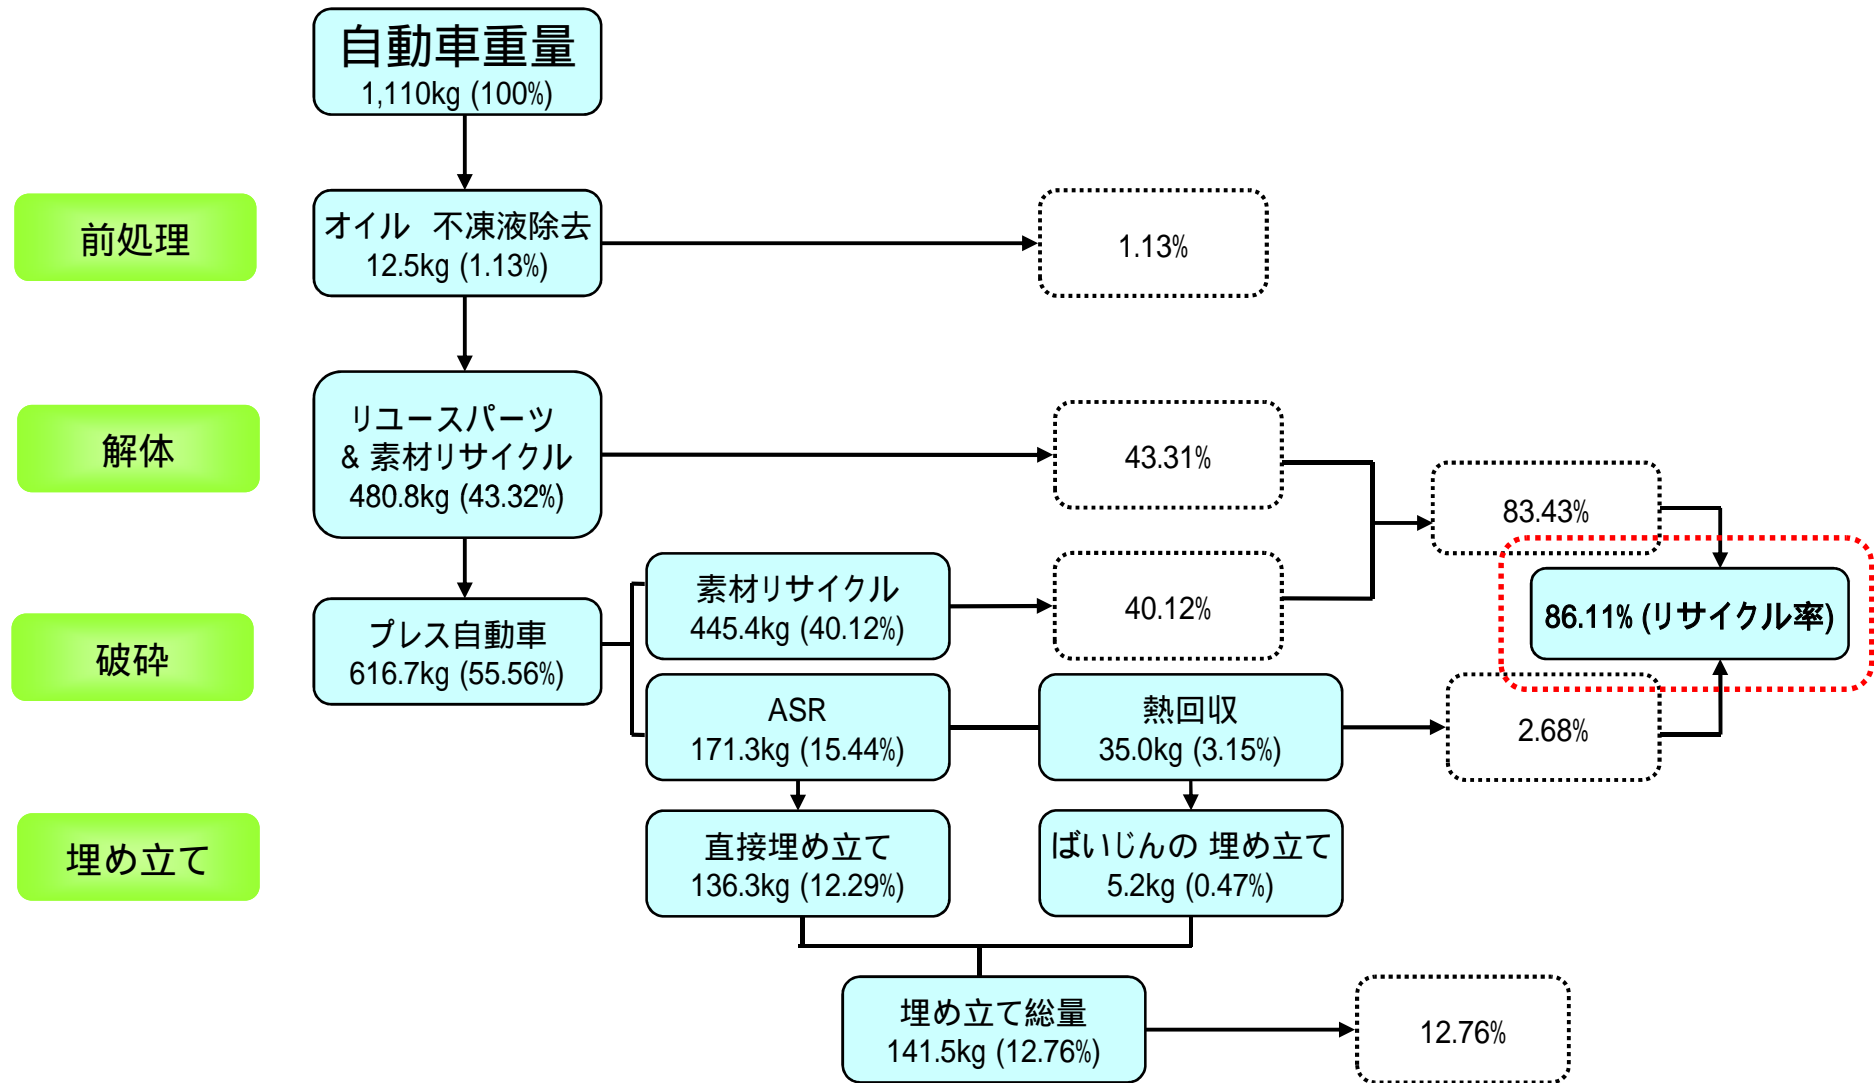 自動車重量
1,110kg (100%)
前処理
オイル 不凍液除去
12.5kg (1.13%)
1.13%
解体
リユースパーツ
& 素材リサイクル
480.8kg (43.32%)
43.31%
83.43%
破砕
プレス自動車
616.7kg (55.56%)
素材リサイクル
445.4kg (40.12%)
40.12%
86.11% (リサイクル率)
ASR
171.3kg (15.44%)
熱回収
35.0kg (3.15%)
2.68%
埋め立て
直接埋め立て
136.3kg (12.29%)
ばいじんの 埋め立て
5.2kg (0.47%)
埋め立て総量
141.5kg (12.76%)
12.76%